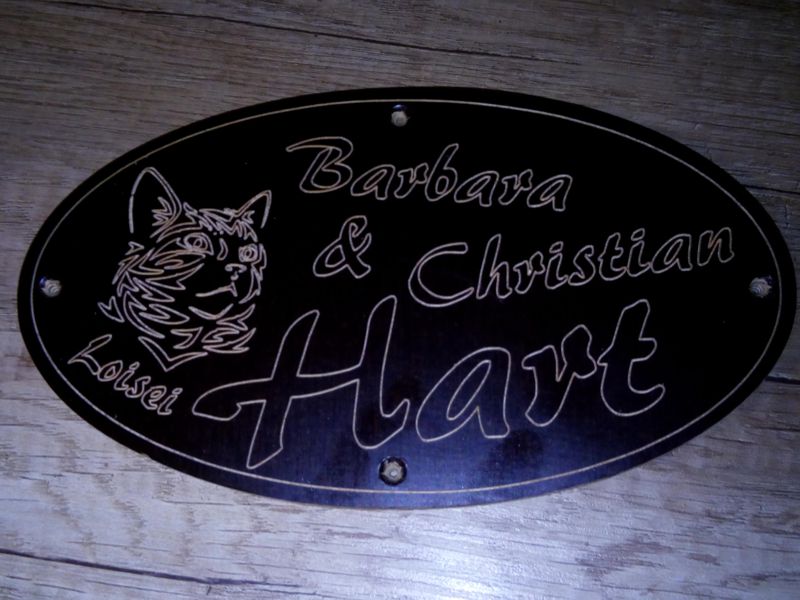 Barbara
& Christian
Hart
Loisei